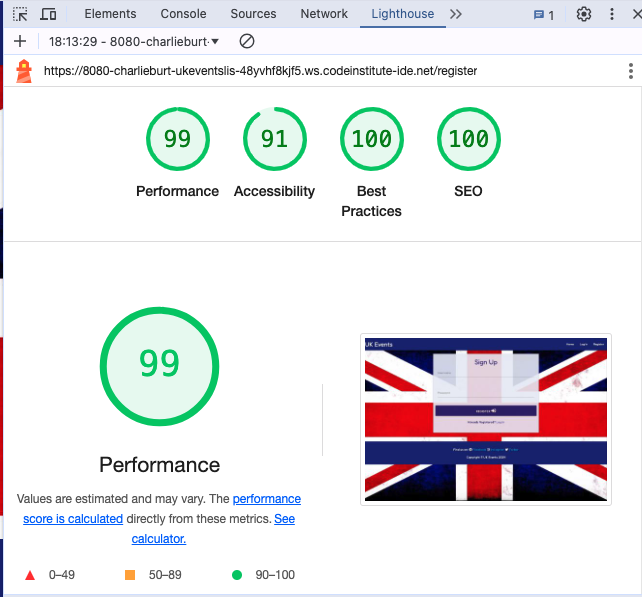 Elements Console Sources Network Lighthouse 1
18:13:29 - 8080-charlieburt-
https://8080-charlieburt-ukeventslis-48yvhf8kjf5.ws.codeinstitute-ide.net/register
99 91 100 100
Performance Accessibility Best Practices SEO
99
UK Events
Home Log In Register
Sign Up
Performance
Values are estimated and may vary. The performance
score is calculated directly from these metrics. See
calculator.
0–49 50–89 90–100